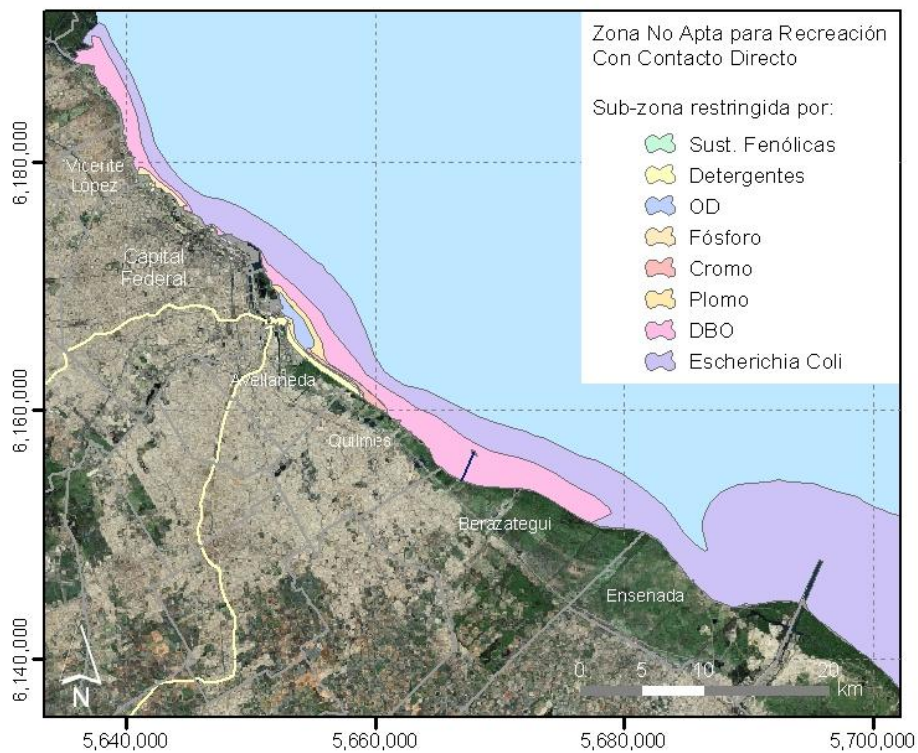 Zona No Apta para Recreación
Con Contacto Directo
Sub-zona restringida por:
Sust. Fenólicas
Detergentes
OD
Fósforo
Cromo
Plomo
DBO
Escherichia Coli
6,180,000
6,160,000
6,140,000
Vicente
López
Capital
Federal
Avellaneda
Quilmes
Berazategui
Ensenada
0 5 10 20
km
N
5,640,000 5,660,000 5,680,000 5,700,000